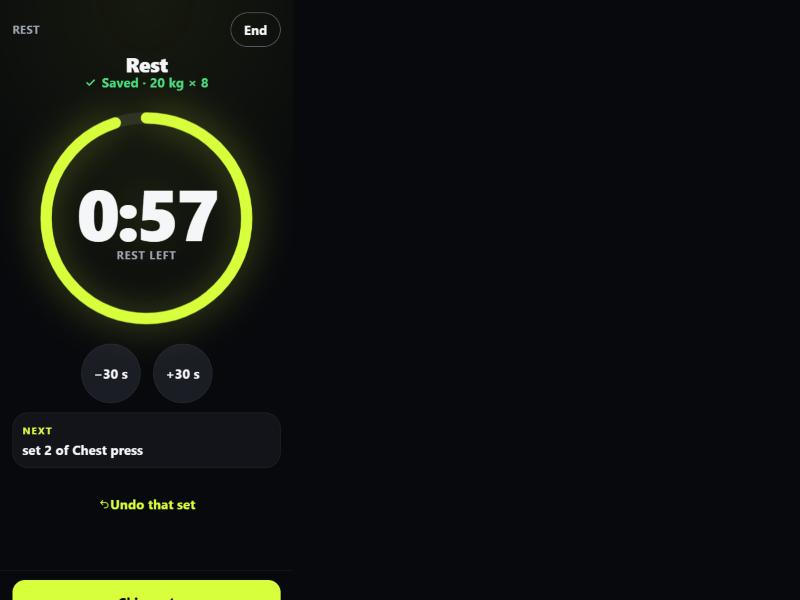 REST
End
Rest
✓ Saved · 20 kg × 8
0:57
REST LEFT
−30 s
+30 s
NEXT
set 2 of Chest press
Undo that set